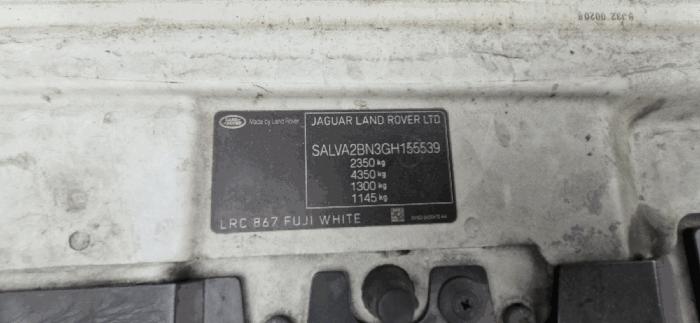 LAND ROVER
Made by Land Rover
JAGUAR LAND ROVER LTD
SALVA2BN3GH155539
2350 kg
4350 kg
1300 kg
1145 kg
LRC 867 FUJI WHITE